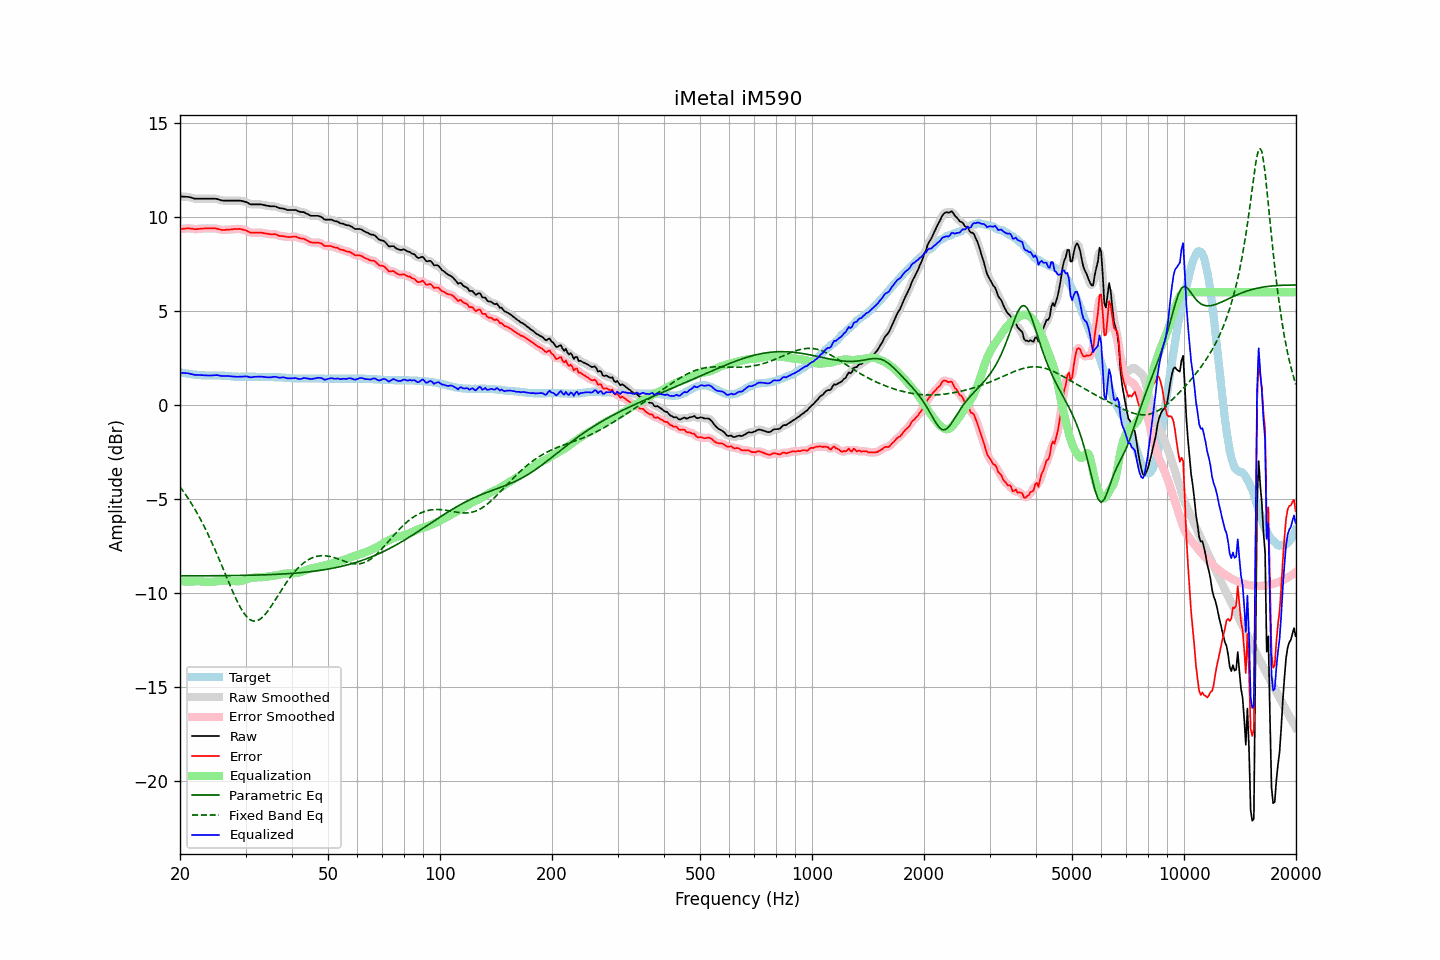 iMetal iM590
15
10
5
0
−5
−10
−15
−20
Amplitude (dBr)
Target
Raw Smoothed
Error Smoothed
Raw
Error
Equalization
Parametric Eq
Fixed Band Eq
Equalized
20 50 100 200 500 1000 2000 5000 10000 20000
Frequency (Hz)